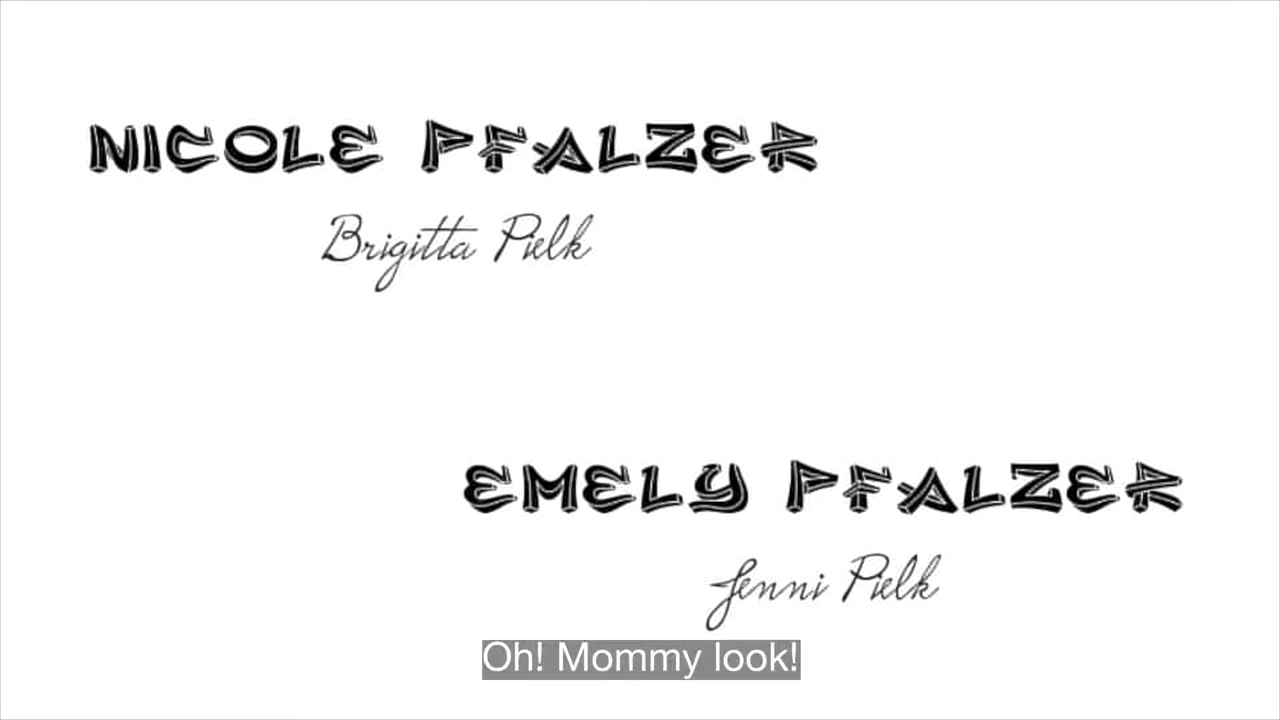 NICOLE PFALZER
Brigitta Pielk
EMELY PFALZER
Jenni Pielk
Oh! Mommy look!